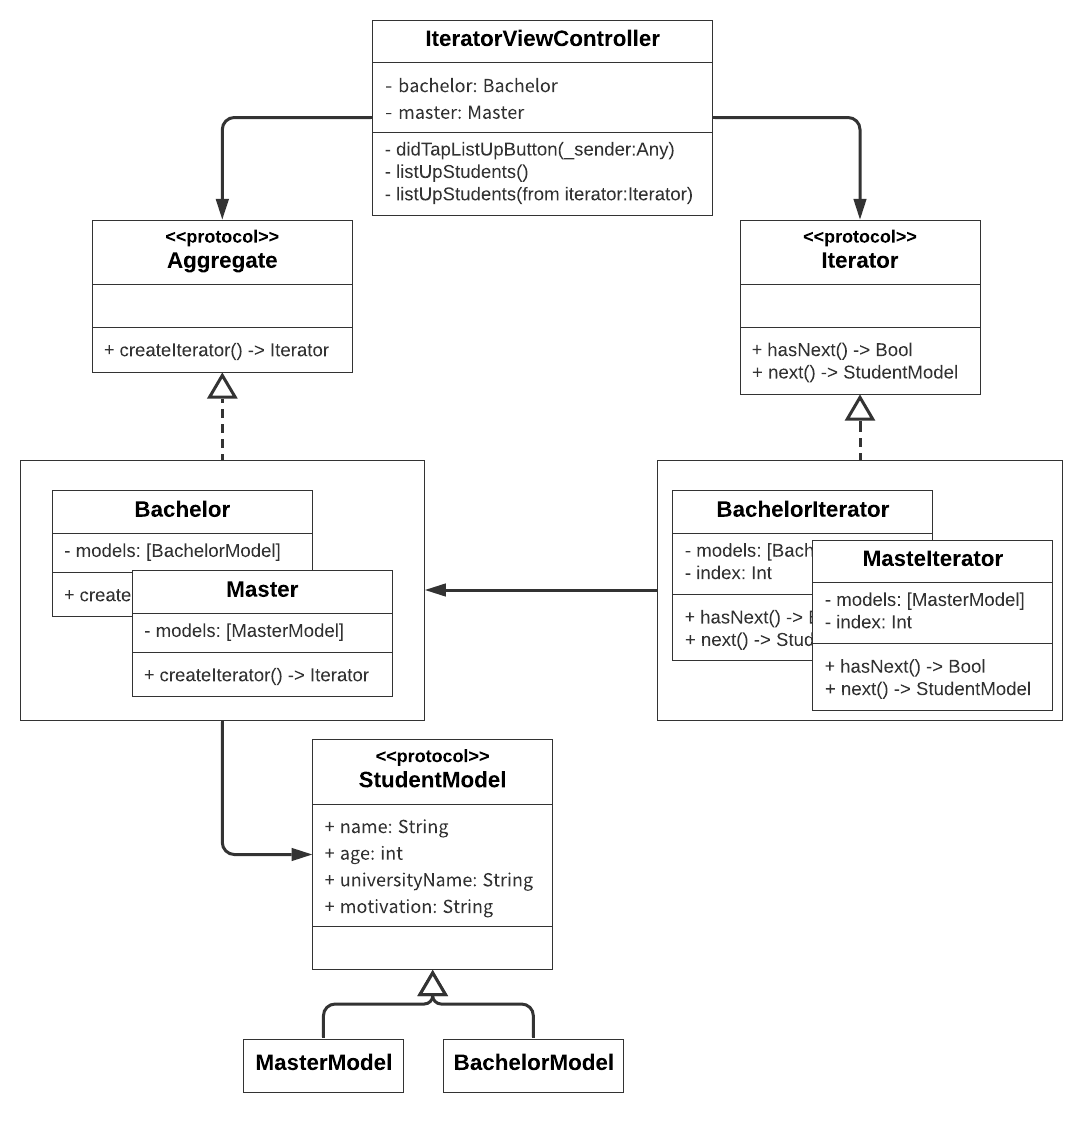 IteratorViewController
- bachelor: Bachelor
- master: Master
- didTapListUpButton(_sender:Any)
- listUpStudents()
- listUpStudents(from iterator:Iterator)
<<protocol>>
Aggregate
+ createIterator() -> Iterator
<<protocol>>
Iterator
+ hasNext() -> Bool
+ next() -> StudentModel
Bachelor
- models: [BachelorModel]
+ create
Master
- models: [MasterModel]
+ createIterator() -> Iterator
BachelorIterator
- models: [Bach
- index: Int
+ hasNext() ->
+ next() -> Stud
MasteIterator
- models: [MasterModel]
- index: Int
+ hasNext() -> Bool
+ next() -> StudentModel
<<protocol>>
StudentModel
+ name: String
+ age: int
+ universityName: String
+ motivation: String
MasterModel
BachelorModel